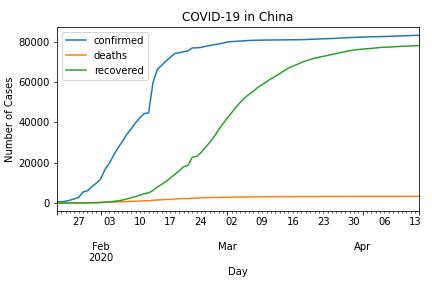 COVID-19 in China
80000
60000
40000
20000
0
Number of Cases
confirmed
deaths
recovered
27 03 10 17 24 02 09 16 23 30 06 13
Feb Mar Apr
2020
Day